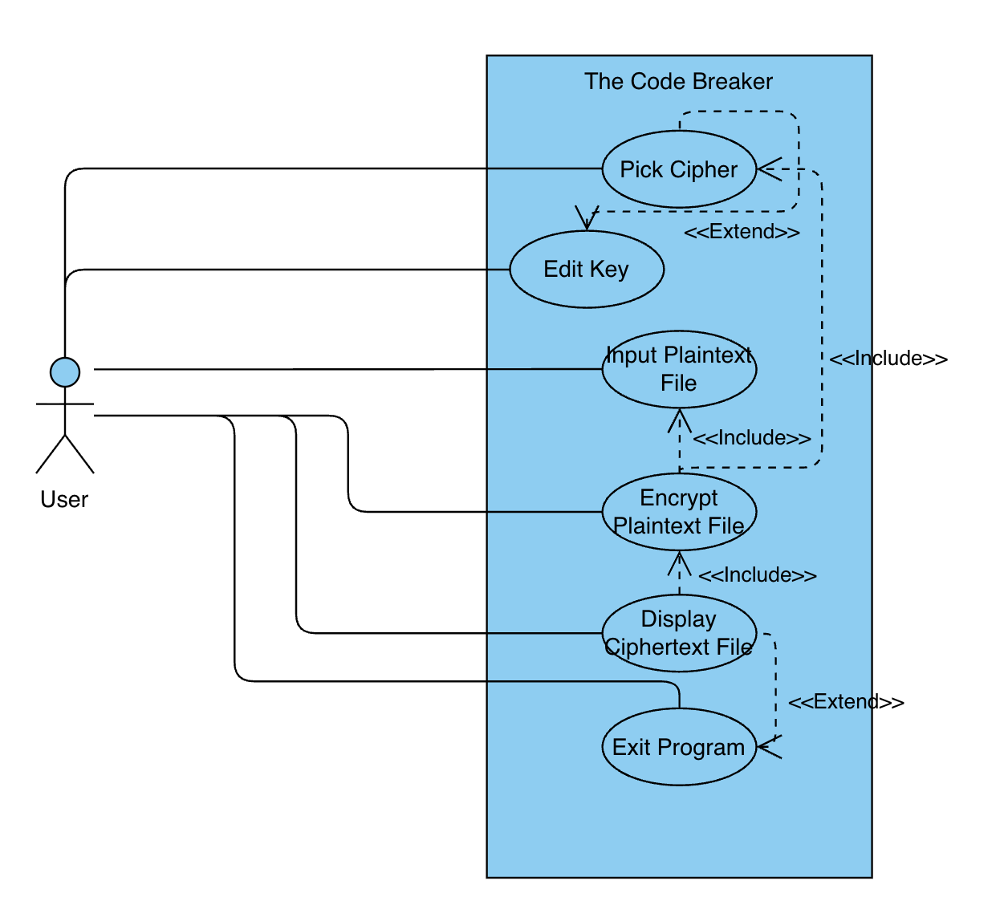 The Code Breaker
Pick Cipher
<<Extend>>
Edit Key
Input Plaintext
File
<<Include>>
<<Include>>
Encrypt
Plaintext File
User
<<Include>>
Display
Ciphertext File
<<Extend>>
Exit Program